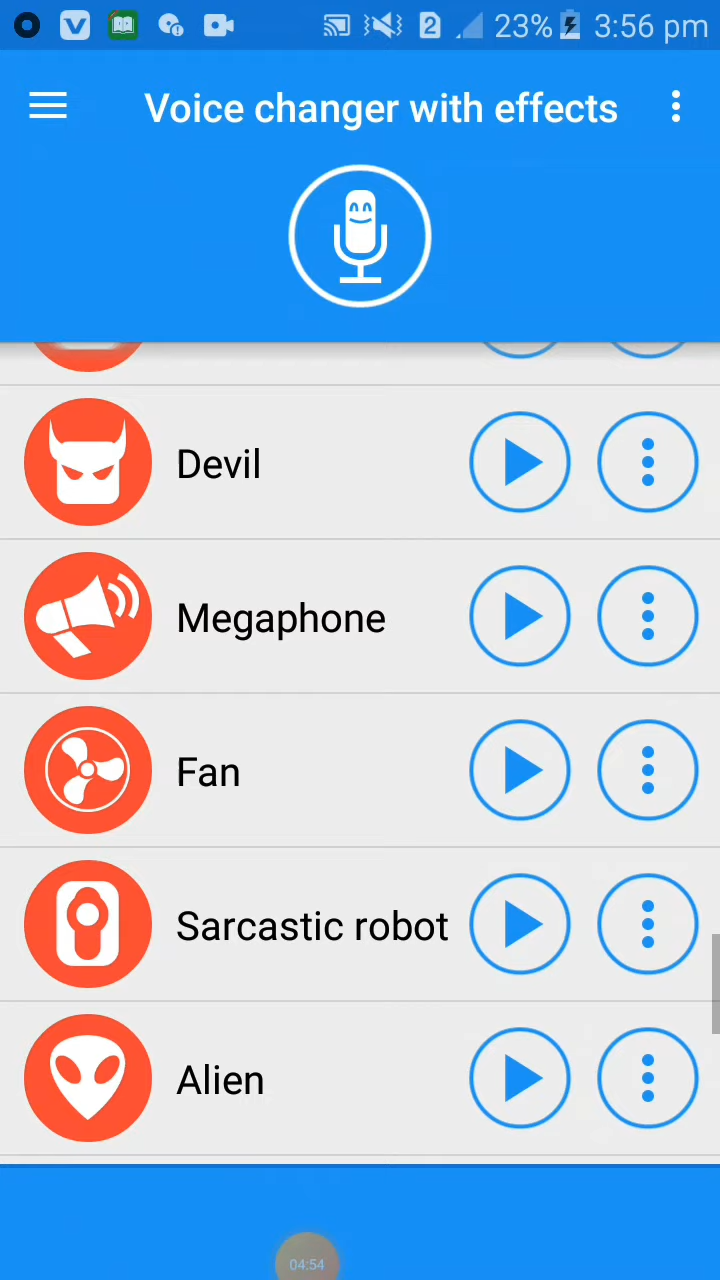 2 23% 3:56 pm
Voice changer with effects
Devil
Megaphone
Fan
Sarcastic robot
Alien
04:54